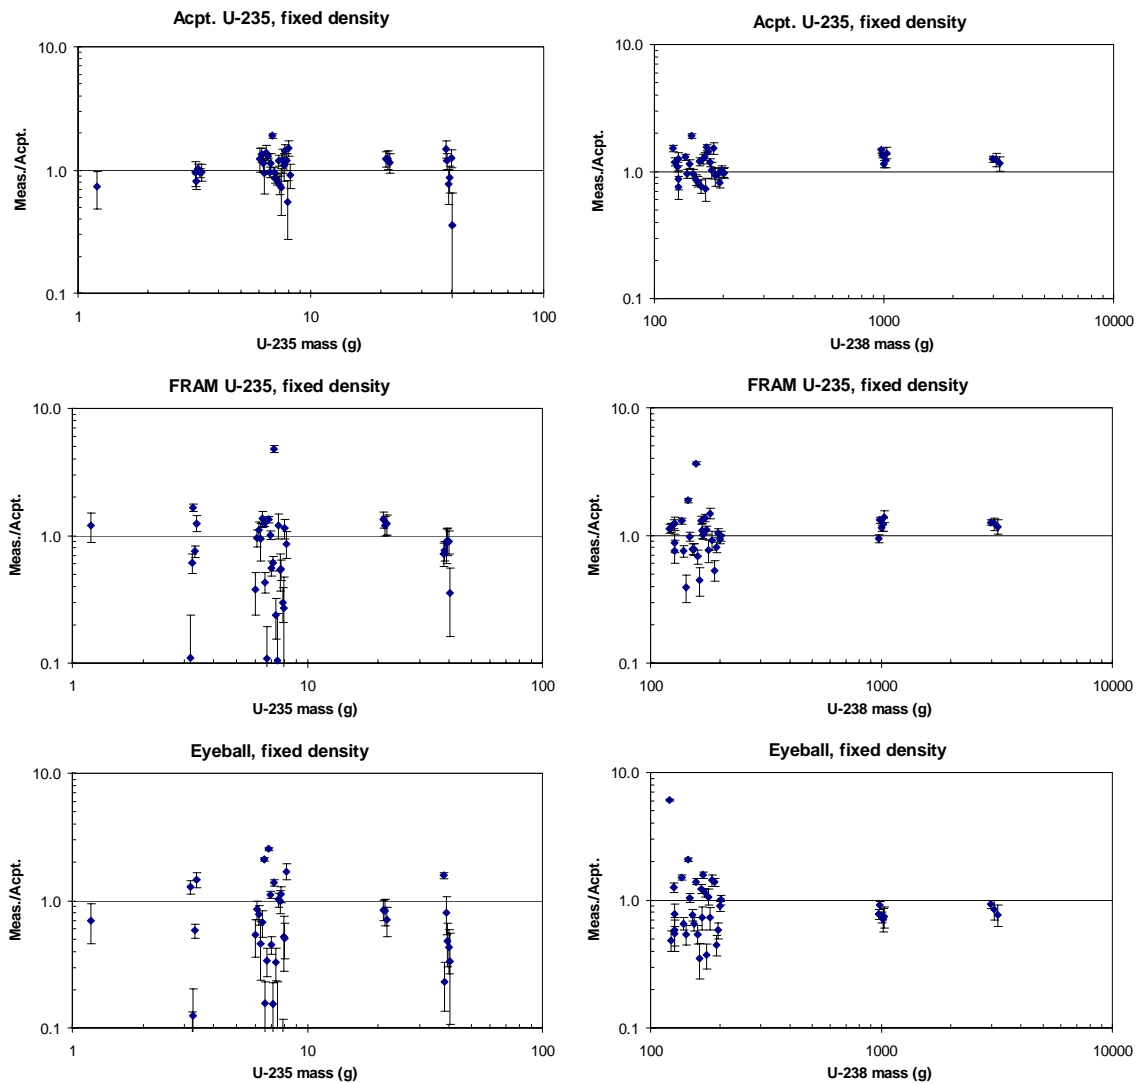 Acpt. U-235, fixed density
10.0
1.0
0.1
Meas./Acpt.
1
10
100
U-235 mass (g)
Acpt. U-235, fixed density
10.0
1.0
0.1
Meas./Acpt.
100
1000
10000
U-238 mass (g)
FRAM U-235, fixed density
10.0
1.0
0.1
Meas./Acpt.
1
10
100
U-235 mass (g)
FRAM U-235, fixed density
10.0
1.0
0.1
Meas./Acpt.
100
1000
10000
U-238 mass (g)
Eyeball, fixed density
10.0
1.0
0.1
Meas./Acpt.
1
10
100
U-235 mass (g)
Eyeball, fixed density
10.0
1.0
0.1
Meas./Acpt.
100
1000
10000
U-238 mass (g)